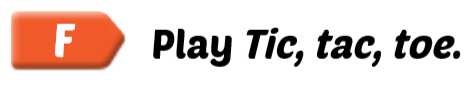 F Play Tic, tac, toe.